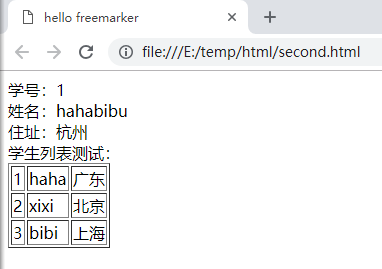 hello freemarker
file:///E:/temp/html/second.html
学号：1
姓名：hahabibu
住址：杭州
学生列表测试：
1 haha 广东
2 xixi 北京
3 bibi 上海